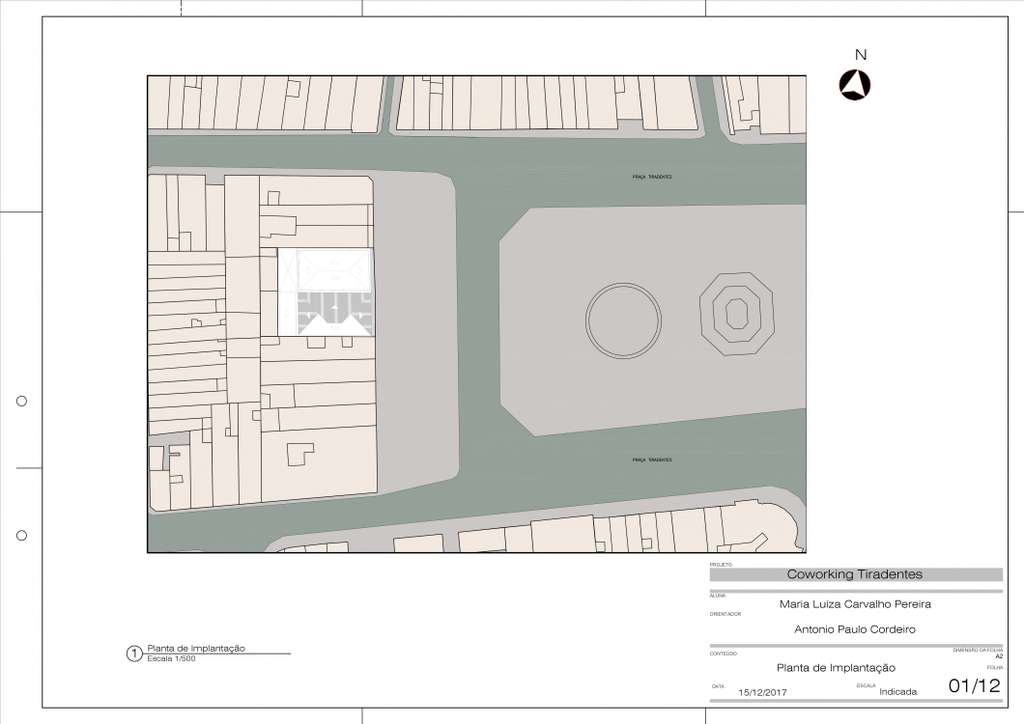 N
PRAÇA TIRADENTES
PRAÇA TIRADENTES
1 Planta de Implantação
Escala 1/500
PROJETO:
Coworking Tiradentes
ALUNA:
Maria Luiza Carvalho Pereira
ORIENTADOR
Antonio Paulo Cordeiro
CONTEÚDO
DIMENSÃO DA FOLHA
A2
Planta de Implantação
FOLHA
DATA
15/12/2017
ESCALA
Indicada
01/12